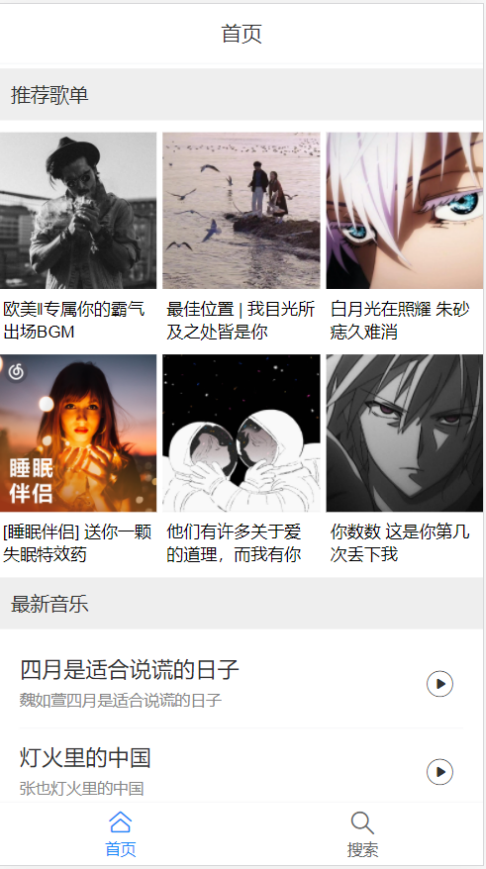 首页
推荐歌单
欧美‖专属你的霸气
出场BGM
最佳位置 | 我目光所
及之处皆是你
白月光在照耀 朱砂
痣久难消
睡眠
伴侣
[睡眠伴侣] 送你一颗
失眠特效药
他们有许多关于爱
的道理，而我有你
你数数 这是你第几
次丢下我
最新音乐
四月是适合说谎的日子
魏如萱四月是适合说谎的日子
灯火里的中国
张也灯火里的中国
首页
搜索